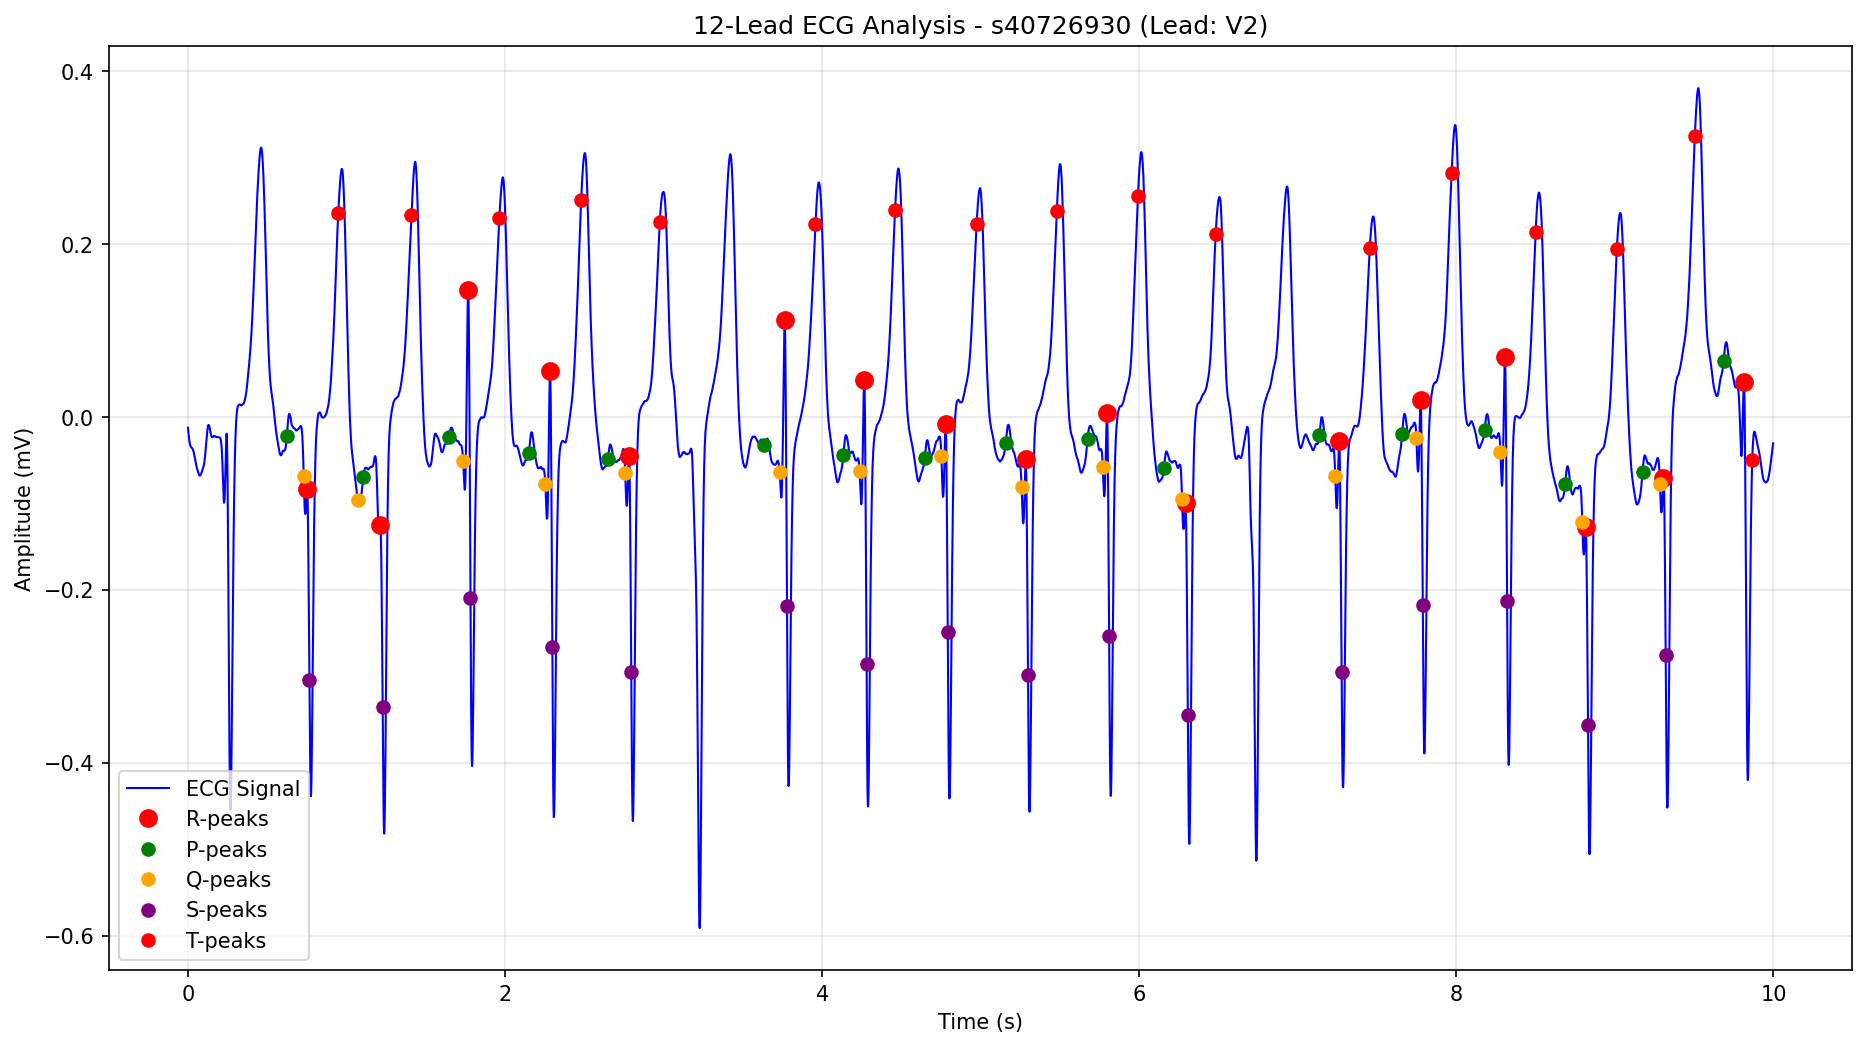 12-Lead ECG Analysis - s40726930 (Lead: V2)
Amplitude (mV)
0.4
0.2
0.0
−0.2
−0.4
−0.6
ECG Signal
R-peaks
P-peaks
Q-peaks
S-peaks
T-peaks
0 2 4 6 8 10
Time (s)